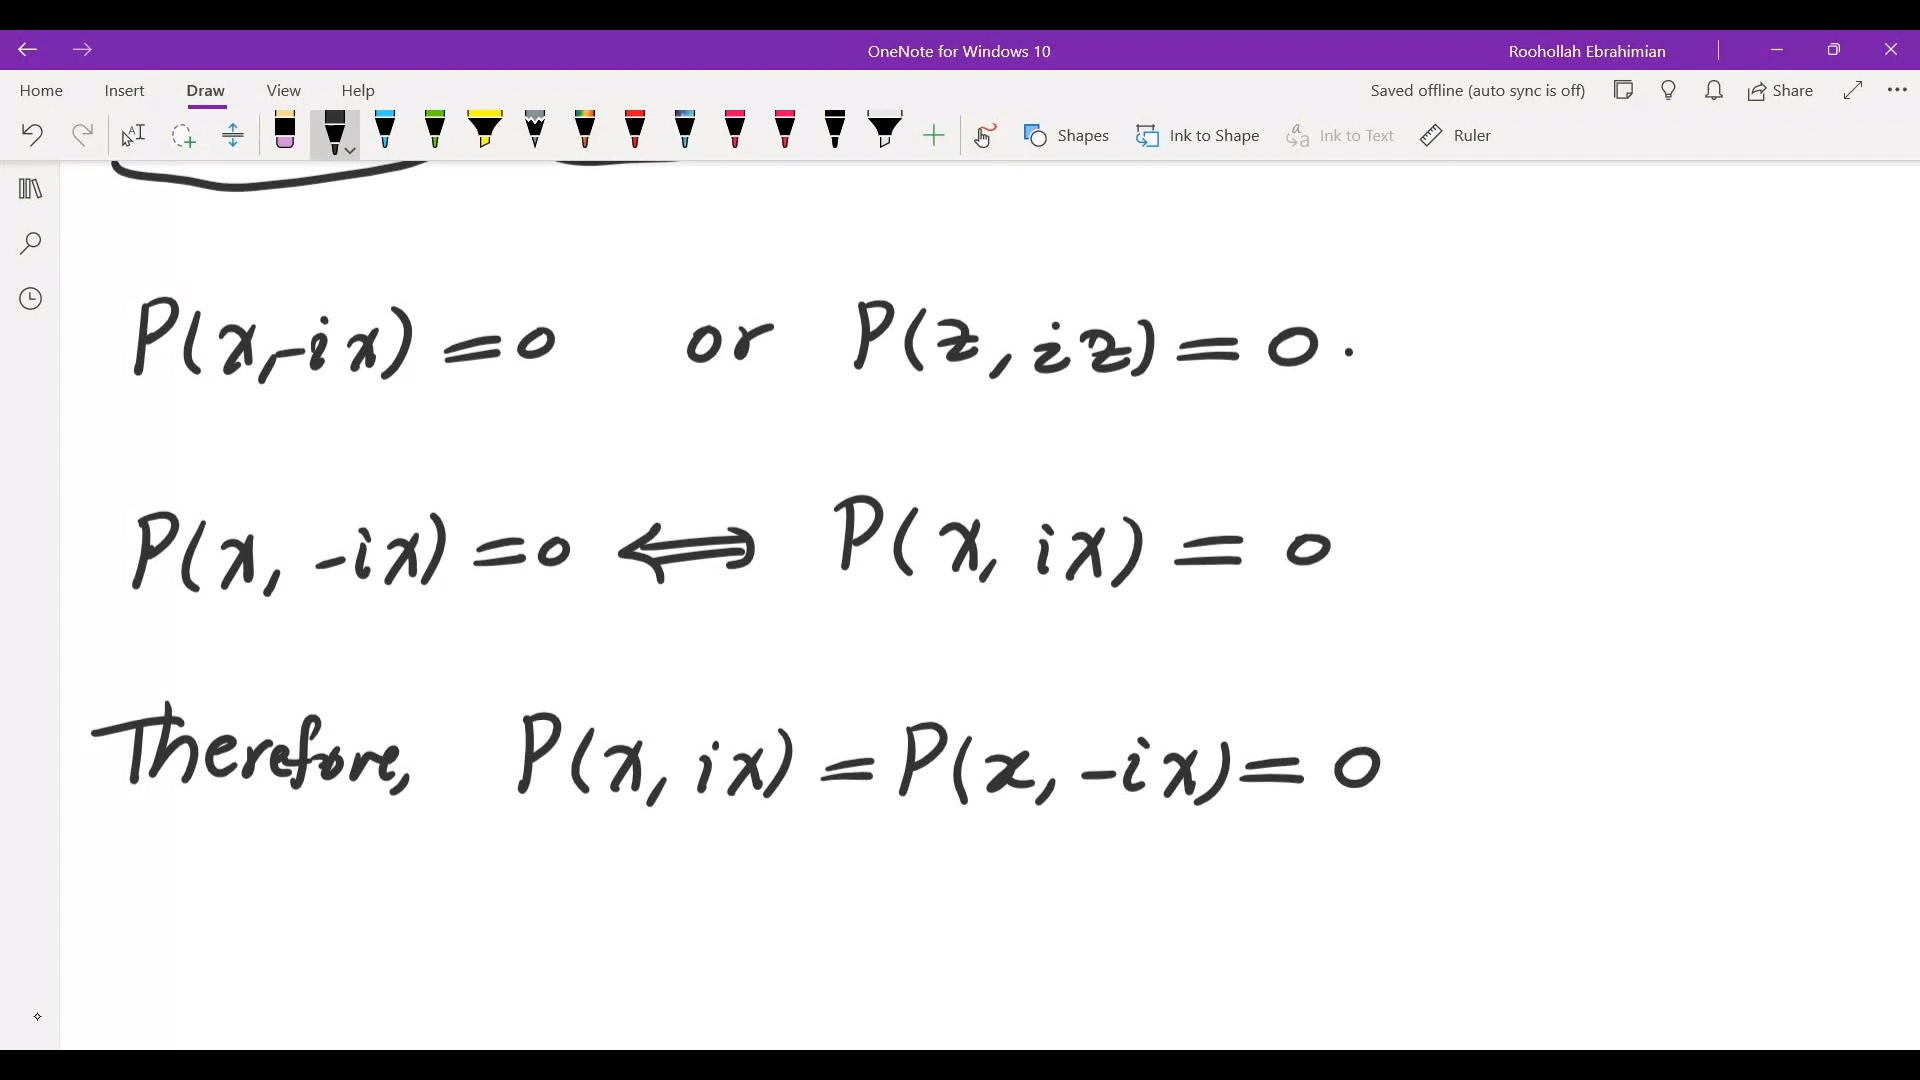 OneNote for Windows 10
Roohollah Ebrahimian
Home Insert Draw View Help
Saved offline (auto sync is off) Share
Shapes Ink to Shape Ink to Text Ruler
P(x,-ix)=0 or P(z,iz)=0.
P(x,-ix)=0 ⟺ P(x,ix)=0
Therefore, P(x,ix)=P(x,-ix)=0